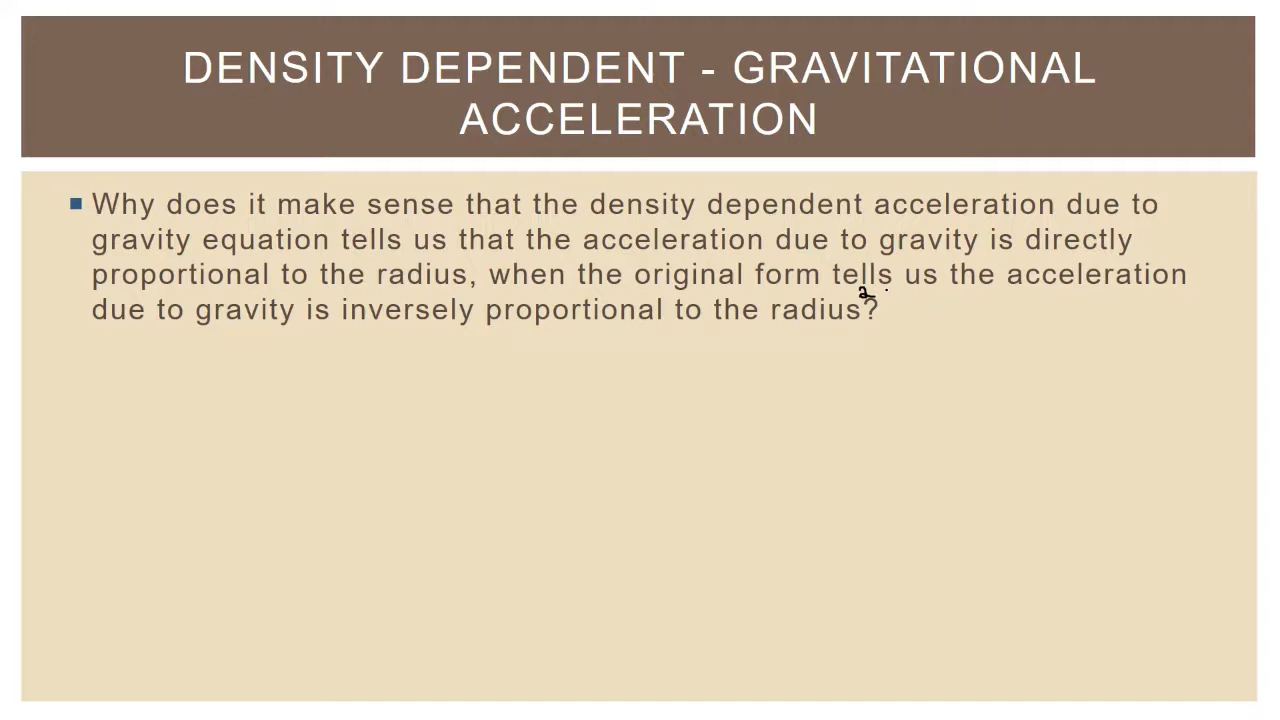 DENSITY DEPENDENT - GRAVITATIONAL
ACCELERATION
Why does it make sense that the density dependent acceleration due to
gravity equation tells us that the acceleration due to gravity is directly
proportional to the radius, when the original form tells us the acceleration
due to gravity is inversely proportional to the radius²?